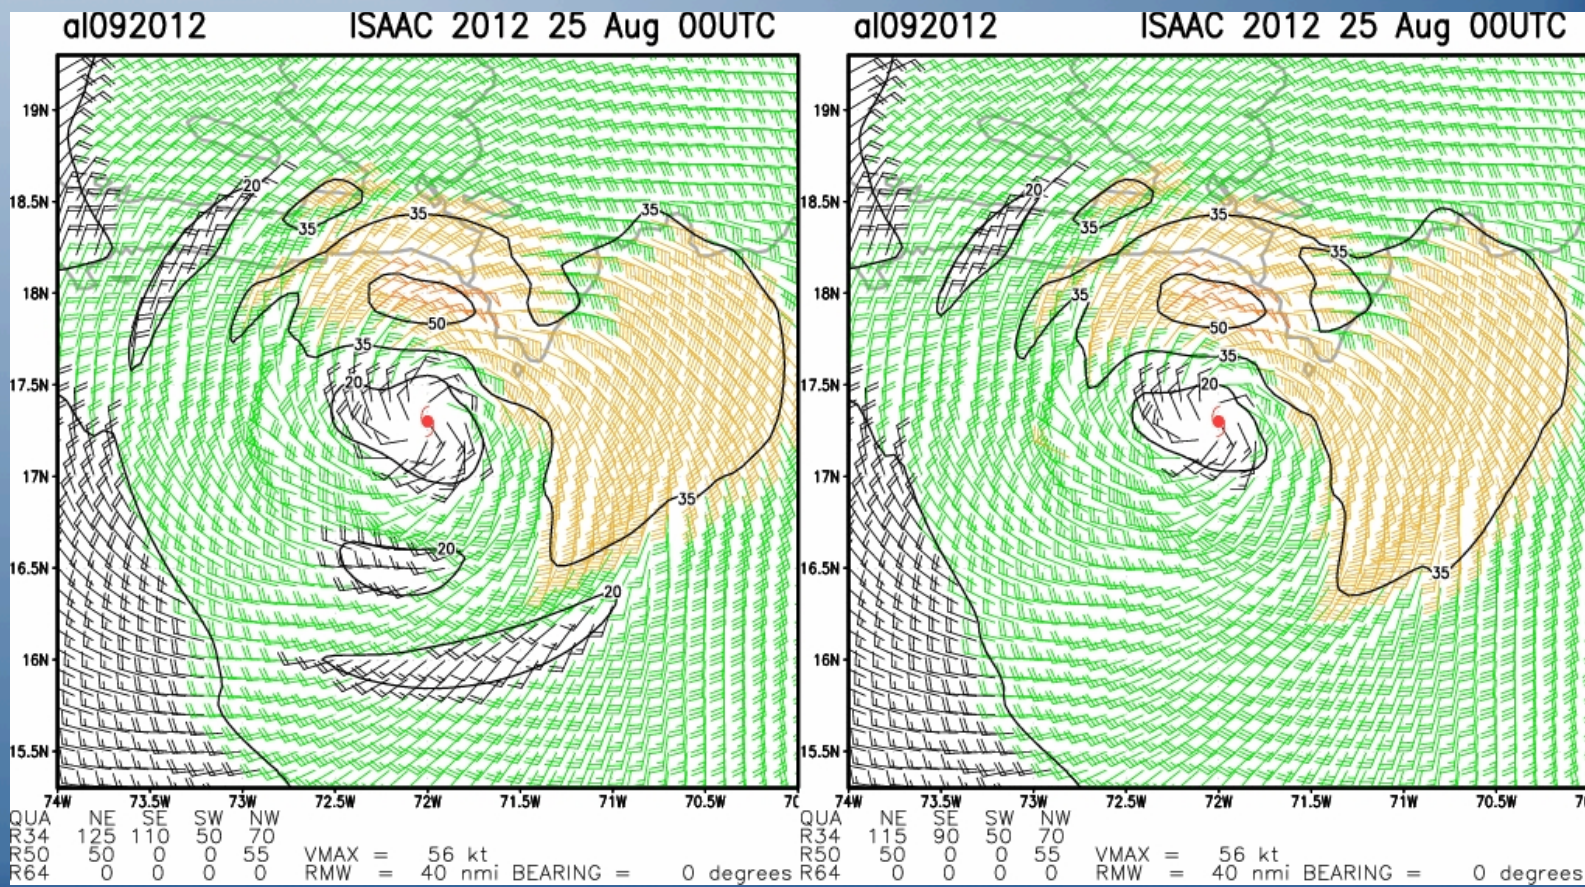 al092012 ISAAC 2012 25 Aug 00UTC
19N
20
18.5N
35
35
35
18N
50
35
17.5N
20
17N
35
16.5N
20
20
16N
15.5N
74W 73.5W 73W 72.5W 72W 71.5W 71W 70.5W
QUA NE SE SW NW
R34 125 110 50 70
R50 50 0 0 55 VMAX = 56 kt
R64 0 0 0 0 RMW = 40 nmi BEARING = 0 degrees
al092012 ISAAC 2012 25 Aug 00UTC
19N
20
18.5N
35
35
35
18N
35
50
35
17.5N
20
17N
16.5N
35
16N
15.5N
74W 73.5W 73W 72.5W 72W 71.5W 71W 70.5W
QUA NE SE SW NW
R34 115 90 50 70
R50 50 0 0 55 VMAX = 56 kt
R64 0 0 0 0 RMW = 40 nmi BEARING = 0 degrees